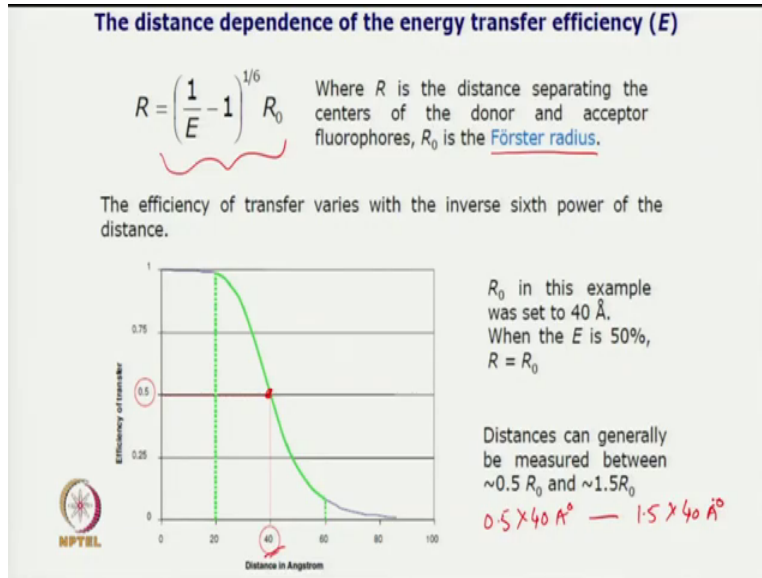 The distance dependence of the energy transfer efficiency (E)
R = (1/E - 1)^1/6 R₀
Where R is the distance separating the
centers of the donor and acceptor
fluorophores, R₀ is the Förster radius.
The efficiency of transfer varies with the inverse sixth power of the
distance.
R₀ in this example
was set to 40 Å.
When the E is 50%,
R = R₀
Distances can generally
be measured between
~0.5 R₀ and ~1.5R₀
0.5 X 40 A° — 1.5 X 40 A°
Efficiency of transfer
1
0.75
0.5
0.25
0
0 20 40 60 80 100
Distance in Angstrom
NPTEL